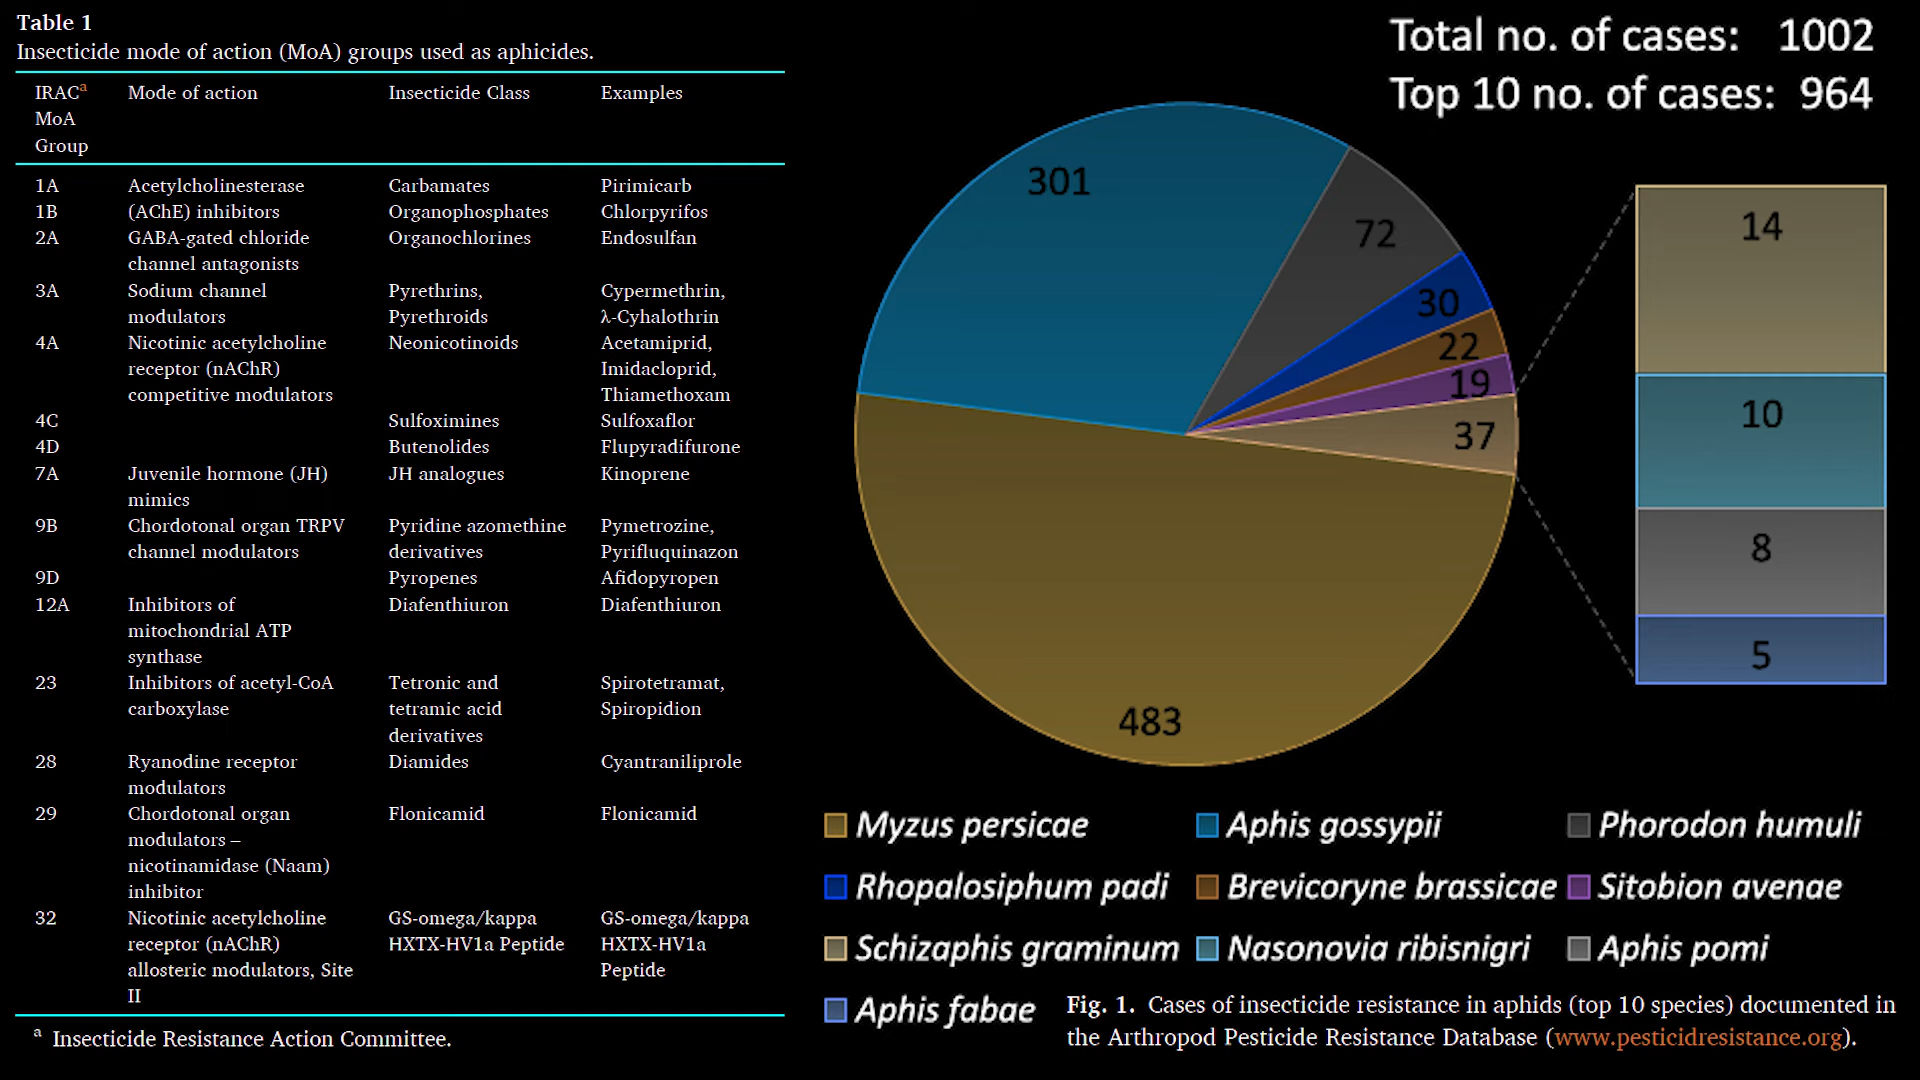 Table 1
Insecticide mode of action (MoA) groups used as aphicides.
IRACa Mode of action Insecticide Class Examples
MoA
Group
1A Acetylcholinesterase Carbamates Pirimicarb
1B (AChE) inhibitors Organophosphates Chlorpyrifos
2A GABA-gated chloride Organochlorines Endosulfan
channel antagonists
3A Sodium channel Pyrethrins, Cypermethrin,
modulators Pyrethroids λ-Cyhalothrin
4A Nicotinic acetylcholine Neonicotinoids Acetamiprid,
receptor (nAChR) Imidacloprid,
competitive modulators Thiamethoxam
4C Sulfoximines Sulfoxaflor
4D Butenolides Flupyradifurone
7A Juvenile hormone (JH) JH analogues Kinoprene
mimics
9B Chordotonal organ TRPV Pyridine azomethine Pymetrozine,
channel modulators derivatives Pyrifluquinazon
9D Pyropenes Afidopyropen
12A Inhibitors of Diafenthiuron Diafenthiuron
mitochondrial ATP
synthase
23 Inhibitors of acetyl-CoA Tetronic and Spirotetramat,
carboxylase tetramic acid Spiropidion
derivatives
28 Ryanodine receptor Diamides Cyantraniliprole
modulators
29 Chordotonal organ Flonicamid Flonicamid
modulators –
nicotinamidase (Naam)
inhibitor
32 Nicotinic acetylcholine GS-omega/kappa GS-omega/kappa
receptor (nAChR) HXTX-HV1a Peptide HXTX-HV1a
allosteric modulators, Site Peptide
II
a Insecticide Resistance Action Committee.
Total no. of cases: 1002
Top 10 no. of cases: 964
301
72
30
22
19
37
483
14
10
8
5
Myzus persicae Aphis gossypii Phorodon humuli
Rhopalosiphum padi Brevicoryne brassicae Sitobion avenae
Schizaphis graminum Nasonovia ribisnigri Aphis pomi
Aphis fabae
Fig. 1. Cases of insecticide resistance in aphids (top 10 species) documented in
the Arthropod Pesticide Resistance Database (www.pesticidresistance.org).